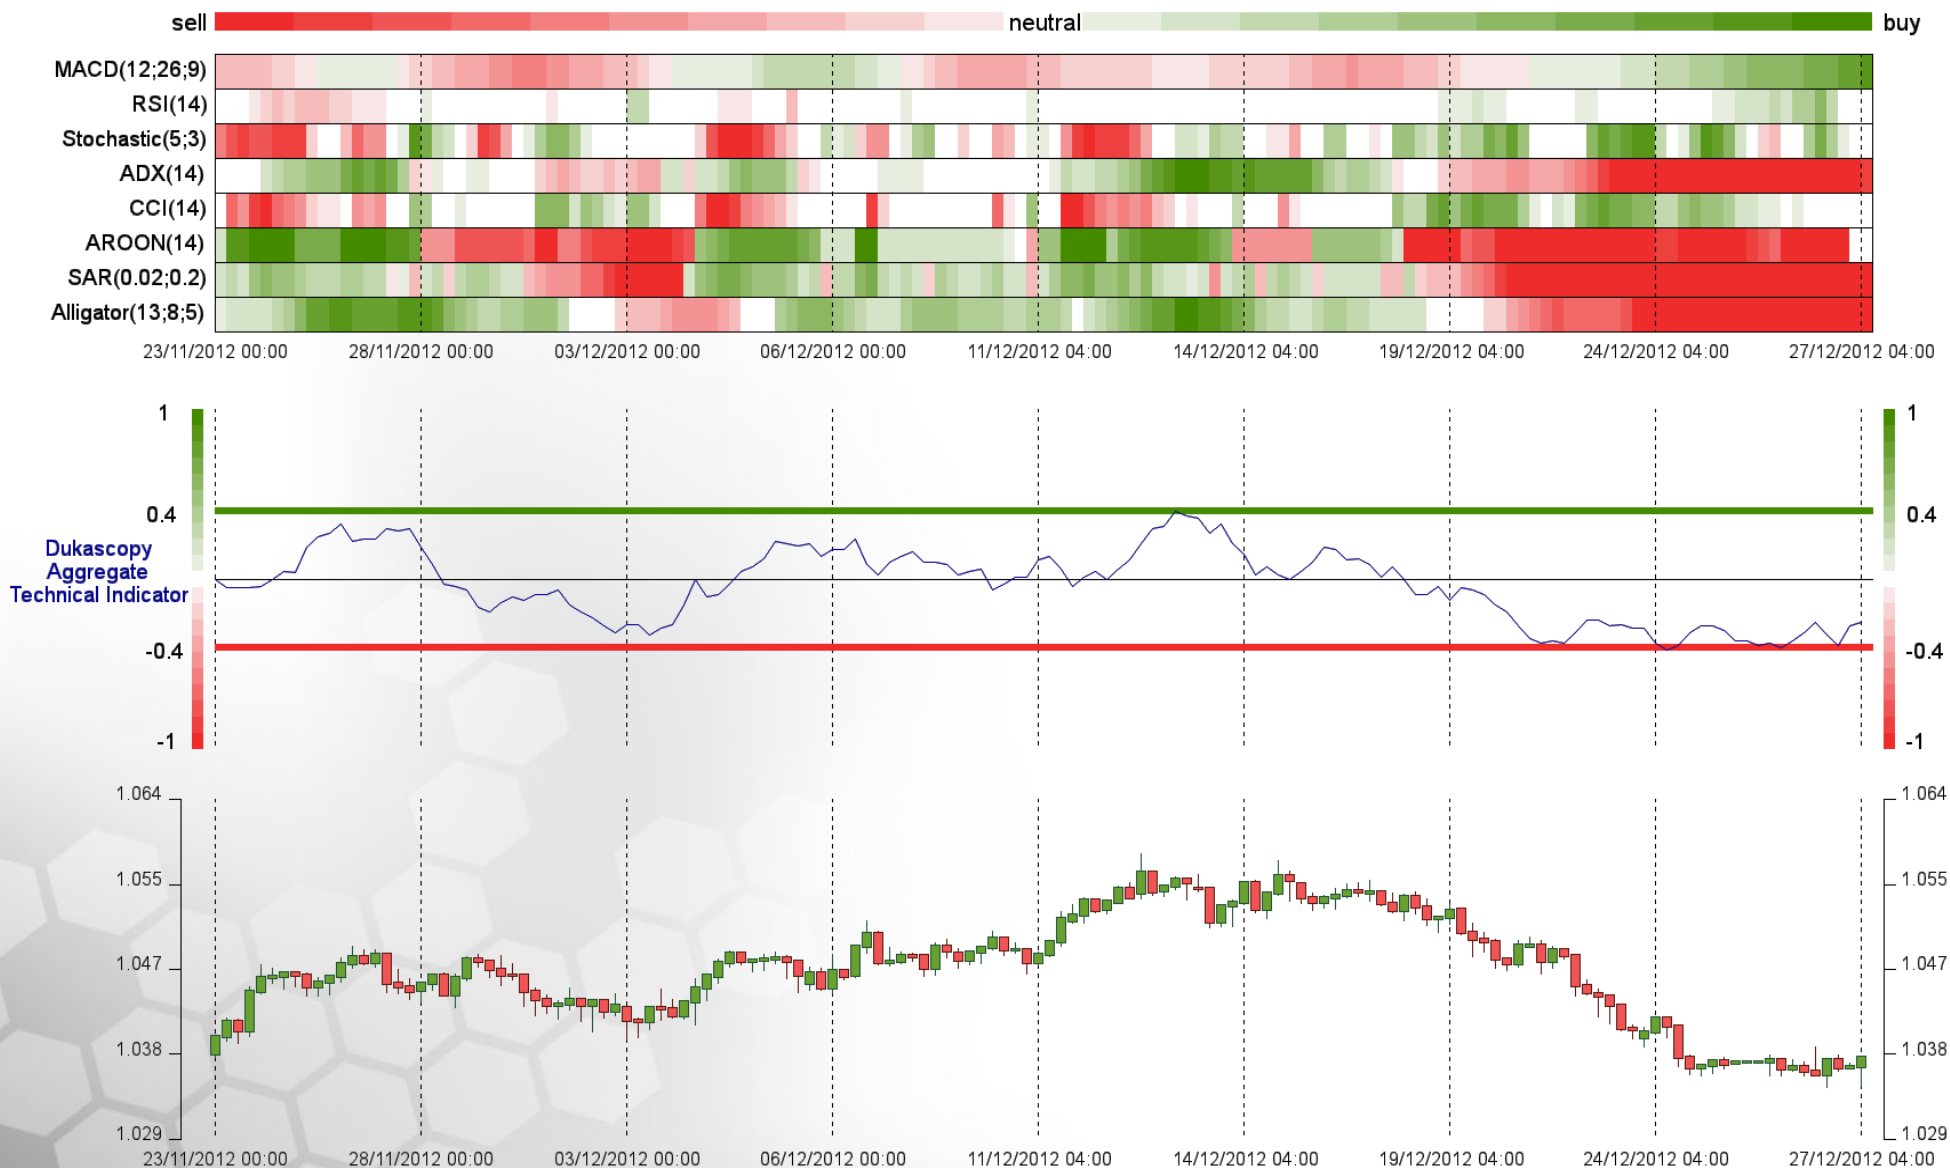 sell neutral buy
MACD(12;26;9)
RSI(14)
Stochastic(5;3)
ADX(14)
CCI(14)
AROON(14)
SAR(0.02;0.2)
Alligator(13;8;5)
23/11/2012 00:00 28/11/2012 00:00 03/12/2012 00:00 06/12/2012 00:00 11/12/2012 04:00 14/12/2012 04:00 19/12/2012 04:00 24/12/2012 04:00 27/12/2012 04:00
1 1
0.4 0.4
Dukascopy
Aggregate
Technical Indicator
-0.4 -0.4
-1 -1
1.064 1.064
1.055 1.055
1.047 1.047
1.038 1.038
1.029 1.029
23/11/2012 00:00 28/11/2012 00:00 03/12/2012 00:00 06/12/2012 00:00 11/12/2012 04:00 14/12/2012 04:00 19/12/2012 04:00 24/12/2012 04:00 27/12/2012 04:00